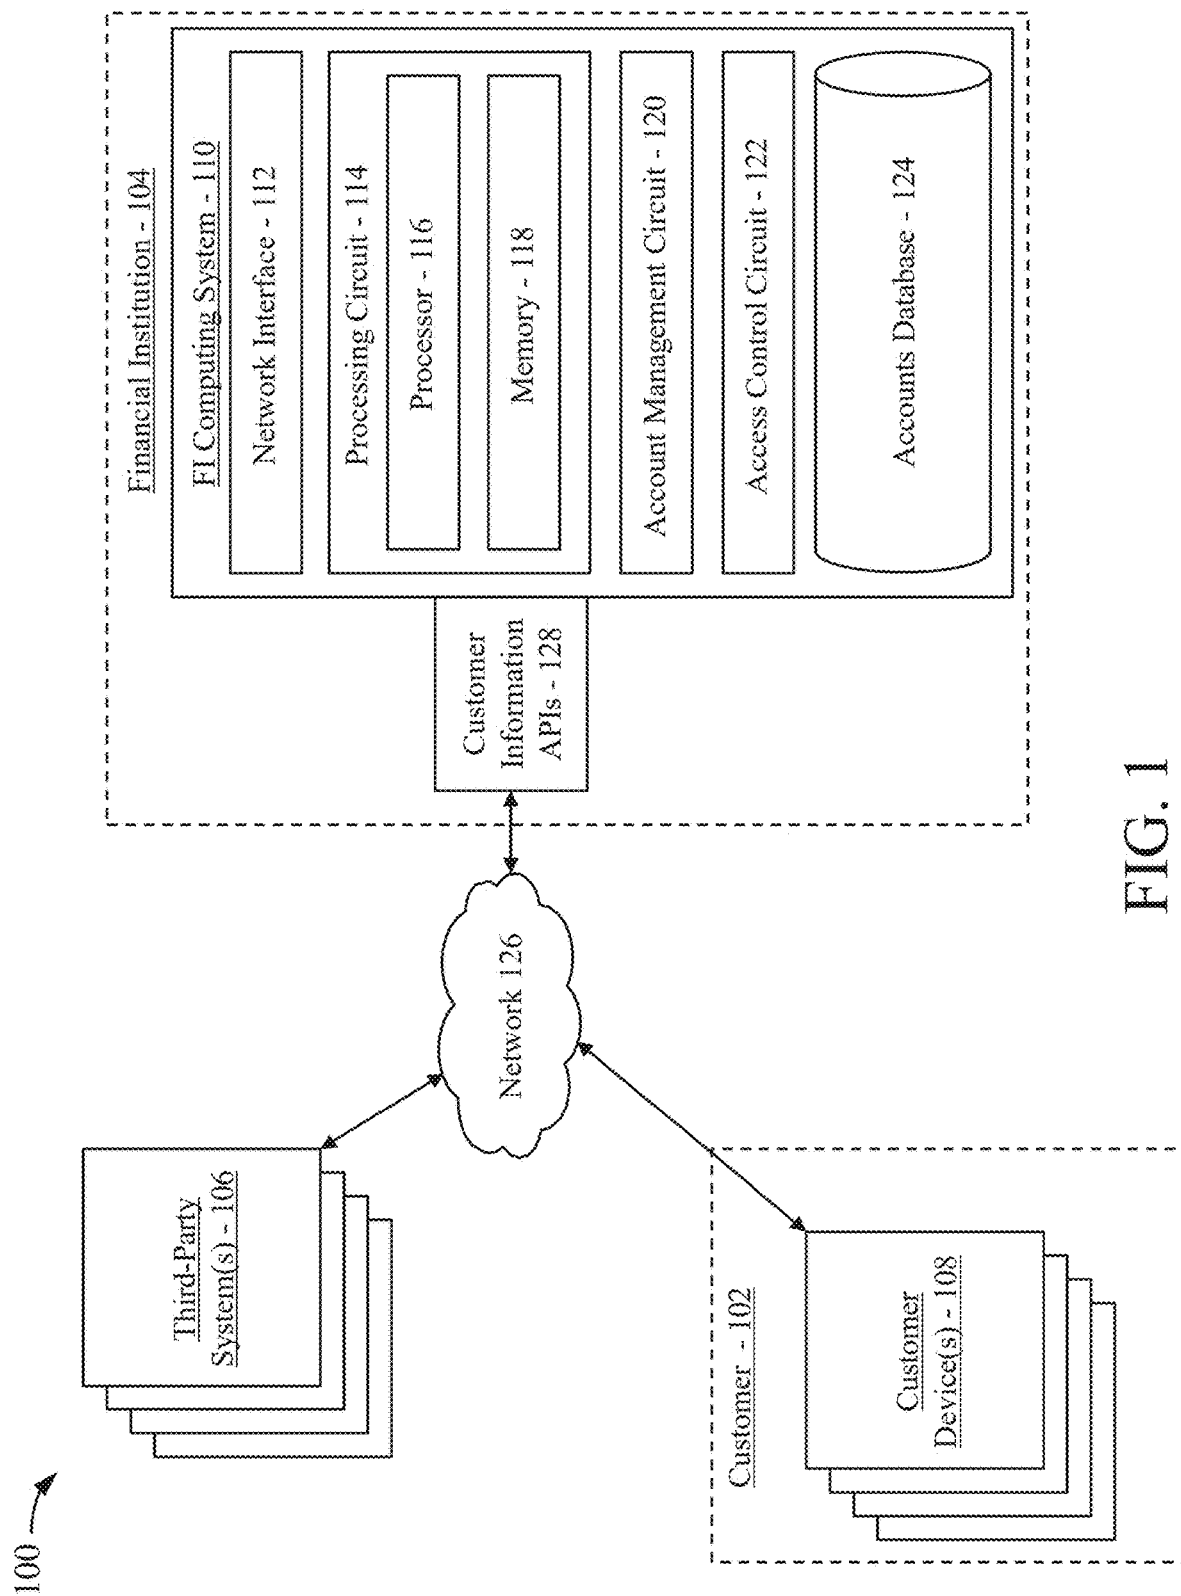 100
Third-Party
System(s) - 106
Customer - 102
Customer
Device(s) - 108
Network 126
Customer
Information
APIs - 128
Financial Institution - 104
FI Computing System - 110
Network Interface - 112
Processing Circuit - 114
Processor - 116
Memory - 118
Account Management Circuit - 120
Access Control Circuit - 122
Accounts Database - 124
FIG. 1